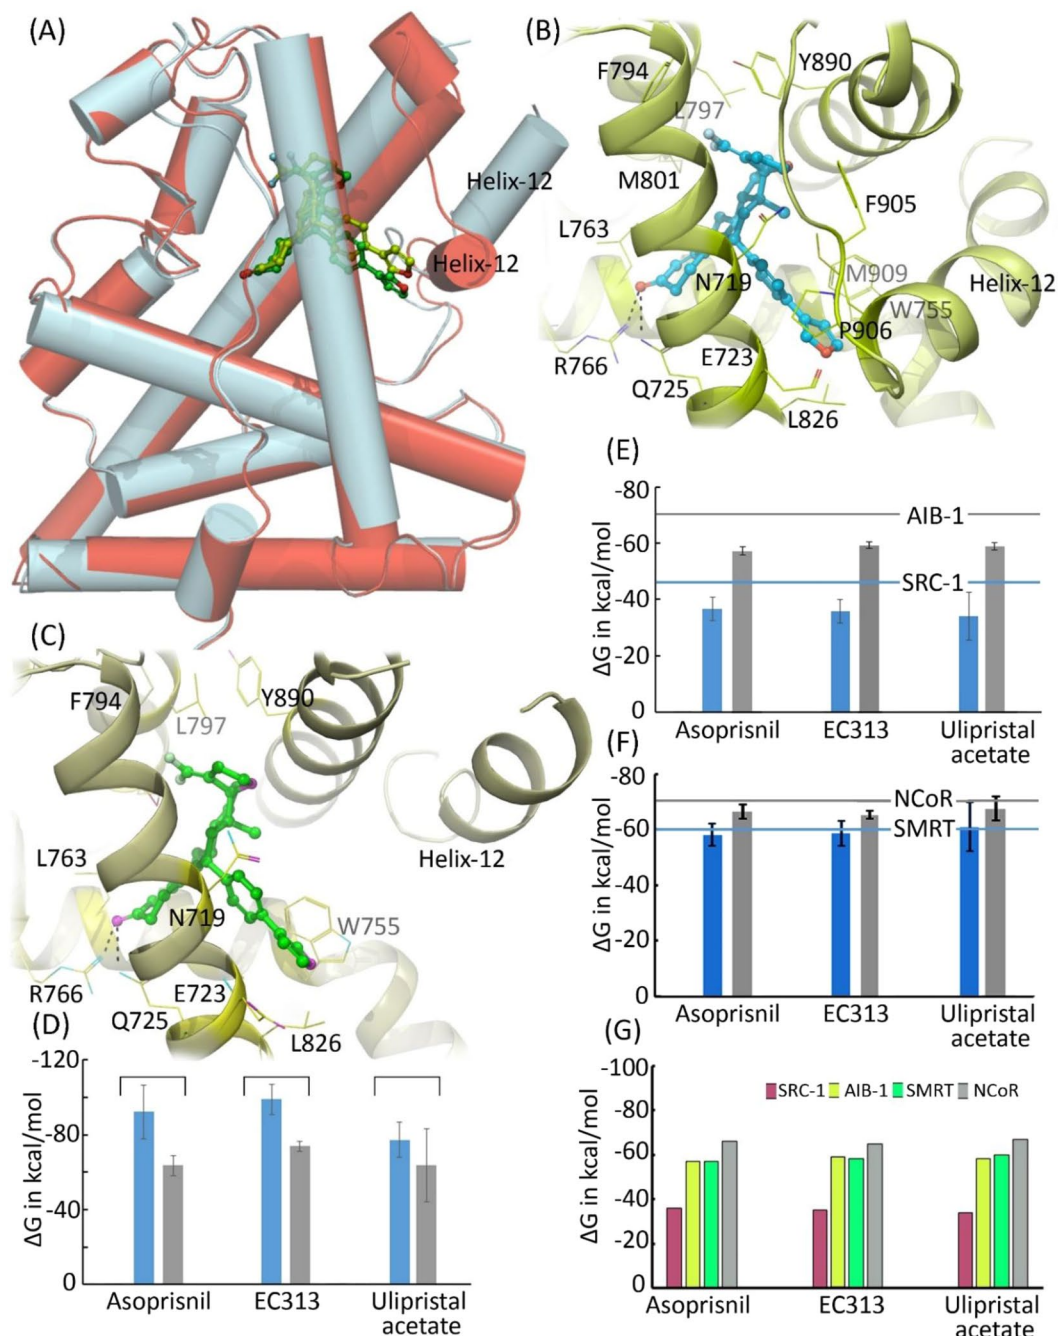 (A)
Helix-12
Helix-12
(B)
F794
Y890
L797
M801
F905
L763
N719
M909
Helix-12
W755
P906
R766
E723
Q725
L826
(C)
F794
Y890
L797
L763
Helix-12
N719
W755
R766
E723
Q725
L826
(D)
-120
-80
-40
0
ΔG in kcal/mol
Asoprisnil EC313 Ulipristal
acetate
(E)
-80
-60
-40
-20
0
ΔG in kcal/mol
AIB-1
SRC-1
Asoprisnil EC313 Ulipristal
acetate
(F)
-80
-60
-40
-20
0
ΔG in kcal/mol
NCoR
SMRT
Asoprisnil EC313 Ulipristal
acetate
(G)
-100
-80
-60
-40
-20
0
ΔG in kcal/mol
SRC-1 AIB-1 SMRT NCoR
Asoprisnil EC313 Ulipristal
acetate